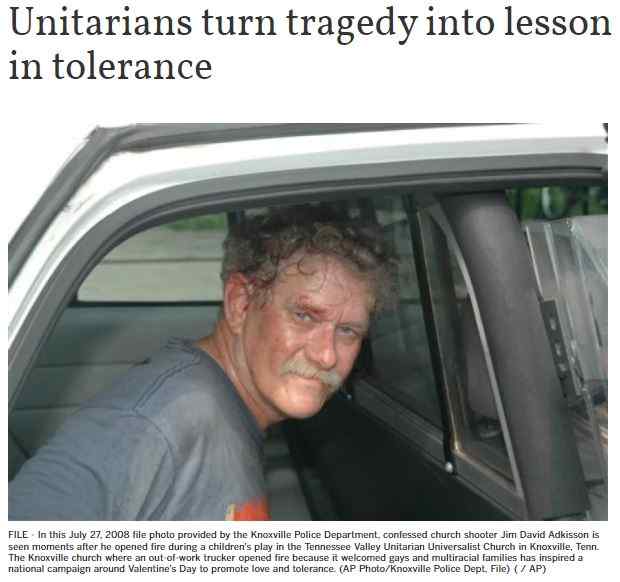 Unitarians turn tragedy into lesson
in tolerance
FILE - In this July 27, 2008 file photo provided by the Knoxville Police Department, confessed church shooter Jim David Adkisson is
seen moments after he opened fire during a children's play in the Tennessee Valley Unitarian Universalist Church in Knoxville, Tenn.
The Knoxville church where an out-of-work trucker opened fire because it welcomed gays and multiracial families has inspired a
national campaign around Valentine's Day to promote love and tolerance. (AP Photo/Knoxville Police Dept, File) ( / AP)